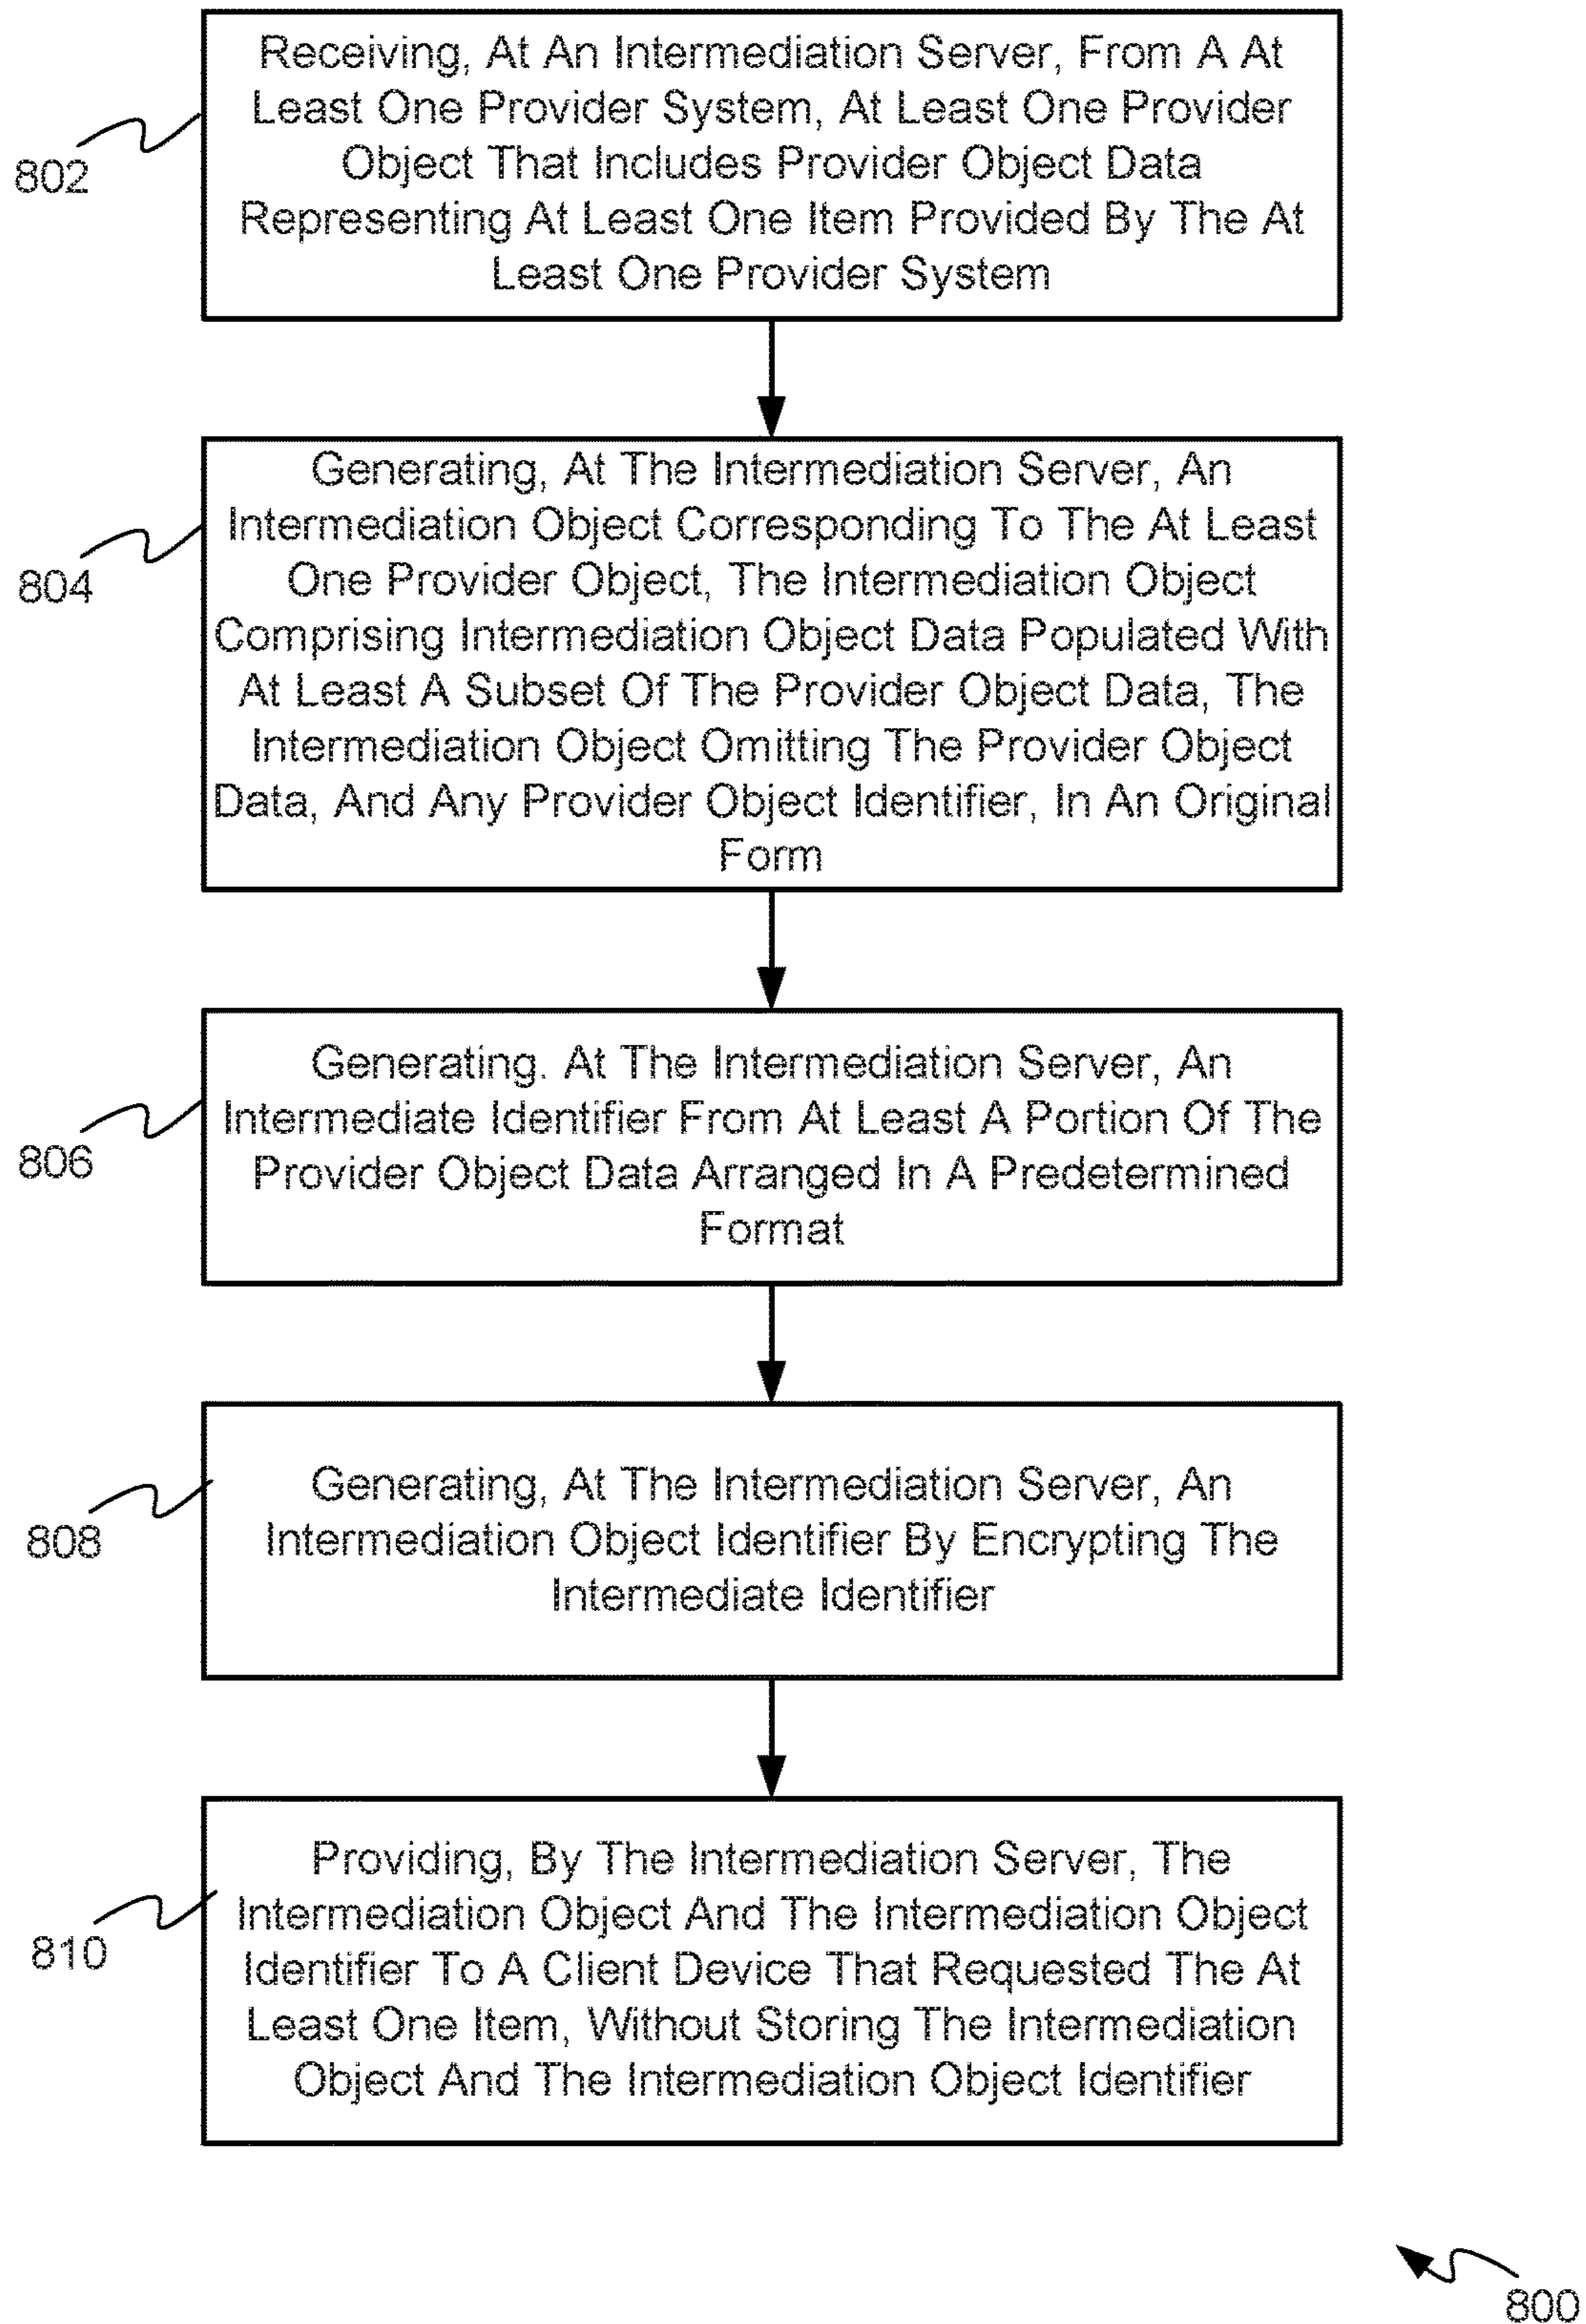 Receiving, At An Intermediation Server, From A At
Least One Provider System, At Least One Provider
Object That Includes Provider Object Data
Representing At Least One Item Provided By The At
Least One Provider System
802
Generating, At The Intermediation Server, An
Intermediation Object Corresponding To The At Least
One Provider Object, The Intermediation Object
Comprising Intermediation Object Data Populated With
At Least A Subset Of The Provider Object Data, The
Intermediation Object Omitting The Provider Object
Data, And Any Provider Object Identifier, In An Original
Form
804
Generating. At The Intermediation Server, An
Intermediate Identifier From At Least A Portion Of The
Provider Object Data Arranged In A Predetermined
Format
806
Generating, At The Intermediation Server, An
Intermediation Object Identifier By Encrypting The
Intermediate Identifier
808
Providing, By The Intermediation Server, The
Intermediation Object And The Intermediation Object
Identifier To A Client Device That Requested The At
Least One Item, Without Storing The Intermediation
Object And The Intermediation Object Identifier
810
800